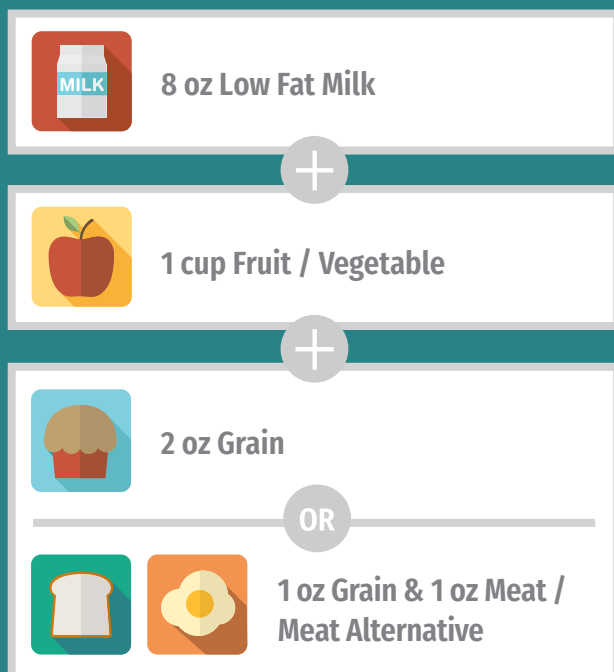 MILK
8 oz Low Fat Milk
1 cup Fruit / Vegetable
2 oz Grain
OR
1 oz Grain & 1 oz Meat /
Meat Alternative